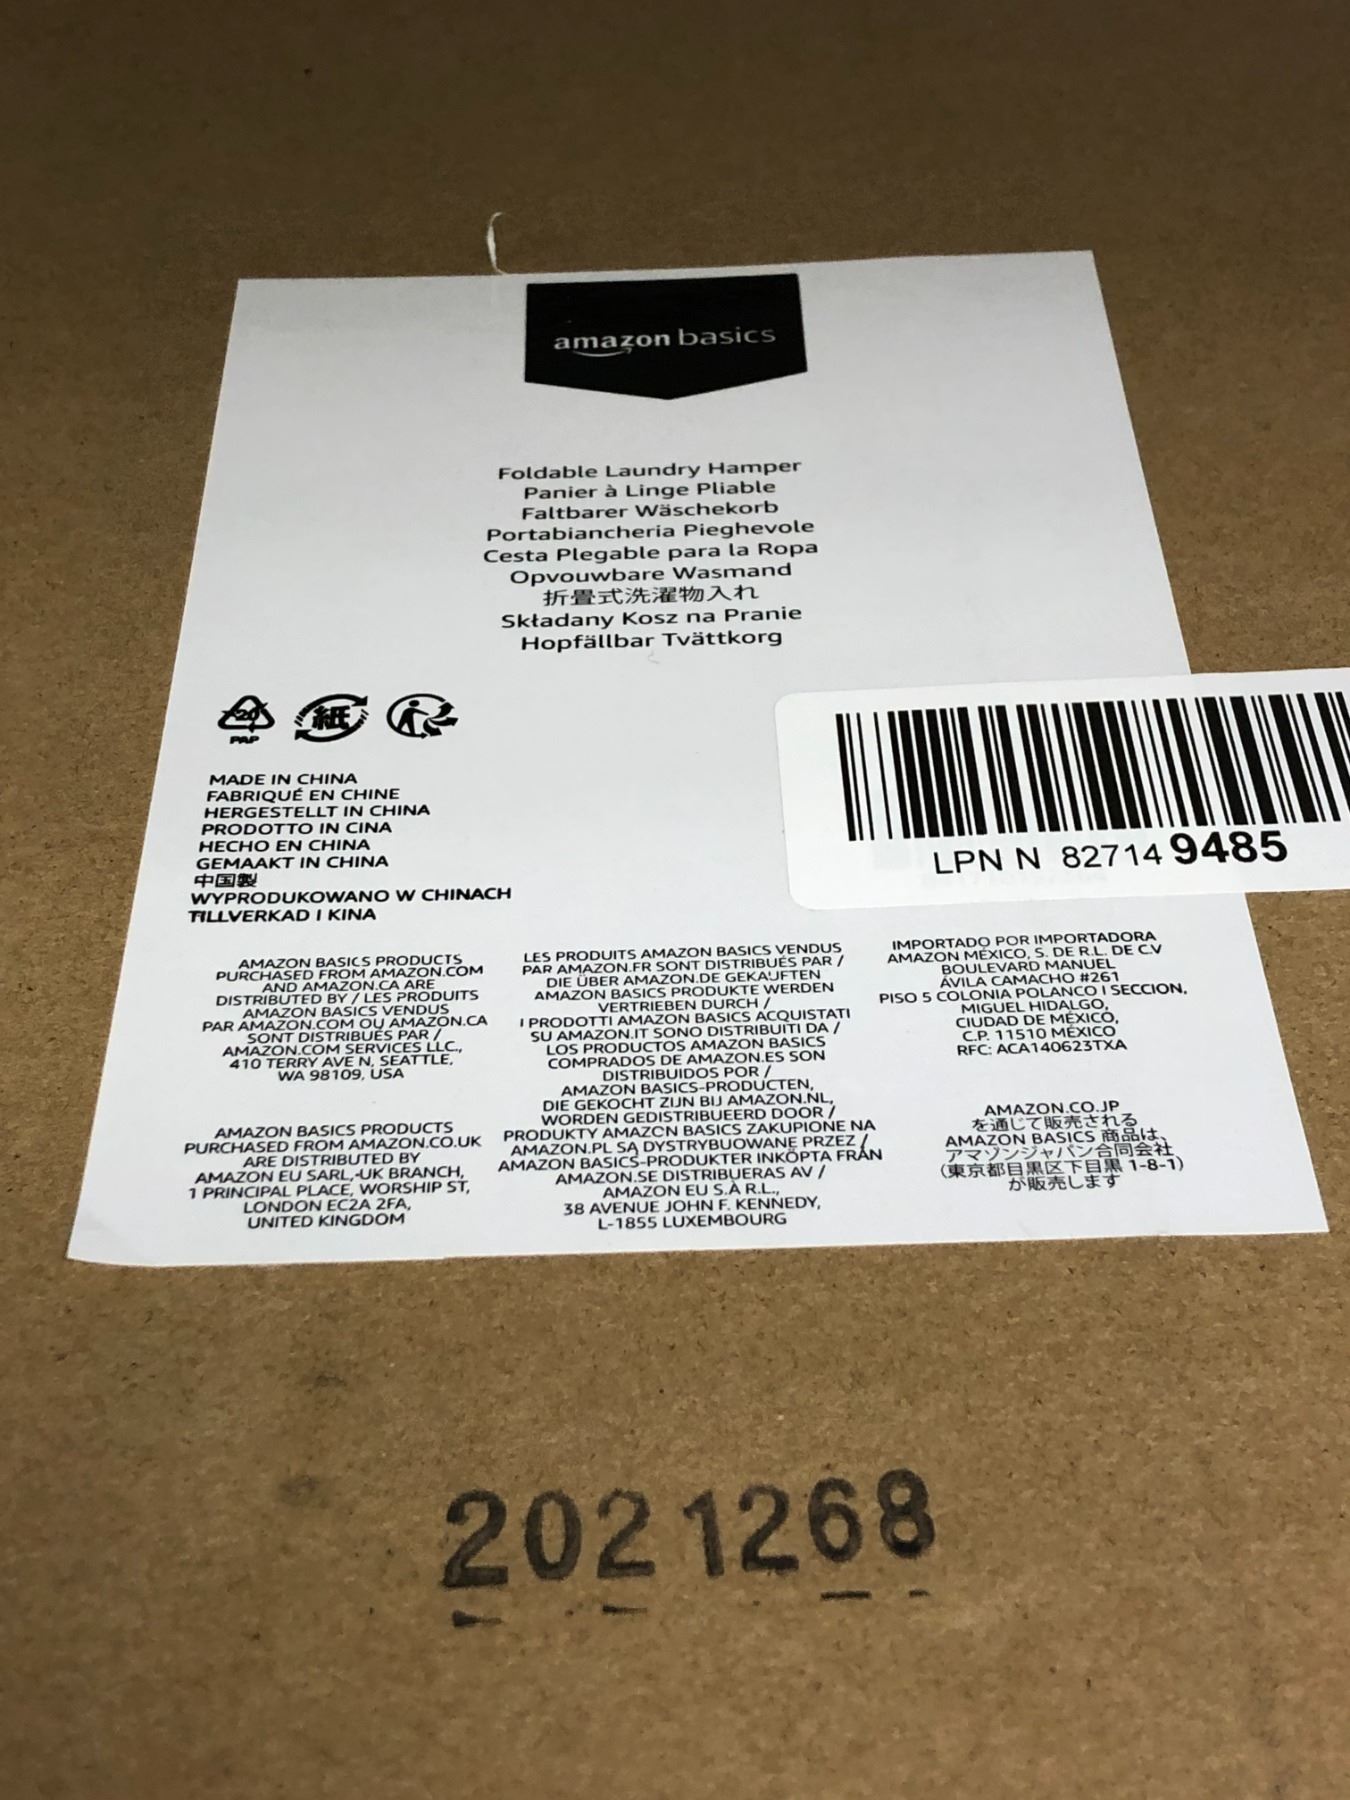 amazon basics
Foldable Laundry Hamper
Panier à Linge Pliable
Faltbarer Wäschekorb
Portabiancheria Pieghevole
Cesta Plegable para la Ropa
Opvouwbare Wasmand
折畳式洗濯物入れ
Składany Kosz na Pranie
Hopfällbar Tvättkorg
20
PAP
紙
MADE IN CHINA
FABRIQUÉ EN CHINE
HERGESTELLT IN CHINA
PRODOTTO IN CINA
HECHO EN CHINA
GEMAAKT IN CHINA
中国製
WYPRODUKOWANO W CHINACH
TILLVERKAD I KINA
LPN N 827149485
AMAZON BASICS PRODUCTS
PURCHASED FROM AMAZON.COM
AND AMAZON.CA ARE
DISTRIBUTED BY / LES PRODUITS
AMAZON BASICS VENDUS
PAR AMAZON.COM OU AMAZON.CA
SONT DISTRIBUÉS PAR /
AMAZON.COM SERVICES LLC.,
410 TERRY AVE N, SEATTLE,
WA 98109, USA
AMAZON BASICS PRODUCTS
PURCHASED FROM AMAZON.CO.UK
ARE DISTRIBUTED BY
AMAZON EU SARL,-UK BRANCH,
1 PRINCIPAL PLACE, WORSHIP ST,
LONDON EC2A 2FA,
UNITED KINGDOM
LES PRODUITS AMAZON BASICS VENDUS
PAR AMAZON.FR SONT DISTRIBUÉS PAR /
DIE ÜBER AMAZON.DE GEKAUFTEN
AMAZON BASICS PRODUKTE WERDEN
VERTRIEBEN DURCH /
I PRODOTTI AMAZON BASICS ACQUISTATI
SU AMAZON.IT SONO DISTRIBUITI DA /
LOS PRODUCTOS AMAZON BASICS
COMPRADOS DE AMAZON.ES SON
DISTRIBUIDOS POR /
AMAZON BASICS-PRODUCTEN,
DIE GEKOCHT ZIJN BIJ AMAZON.NL,
WORDEN GEDISTRIBUEERD DOOR /
PRODUKTY AMAZON BASICS ZAKUPIONE NA
AMAZON.PL SĄ DYSTRYBUOWANE PRZEZ /
AMAZON BASICS-PRODUKTER INKÖPTA FRÅN
AMAZON.SE DISTRIBUERAS AV /
AMAZON EU S.À R.L.,
38 AVENUE JOHN F. KENNEDY,
L-1855 LUXEMBOURG
IMPORTADO POR IMPORTADORA
AMAZON MÉXICO, S. DE R.L. DE C.V
BOULEVARD MANUEL
ÁVILA CAMACHO #261
PISO 5 COLONIA POLANCO I SECCION,
MIGUEL HIDALGO,
CIUDAD DE MÉXICO,
C.P. 11510 MÉXICO
RFC: ACA140623TXA
AMAZON.CO.JP
を通じて販売される
AMAZON BASICS 商品は、
アマゾンジャパン合同会社
(東京都目黒区下目黒 1-8-1)
が販売します
2021268